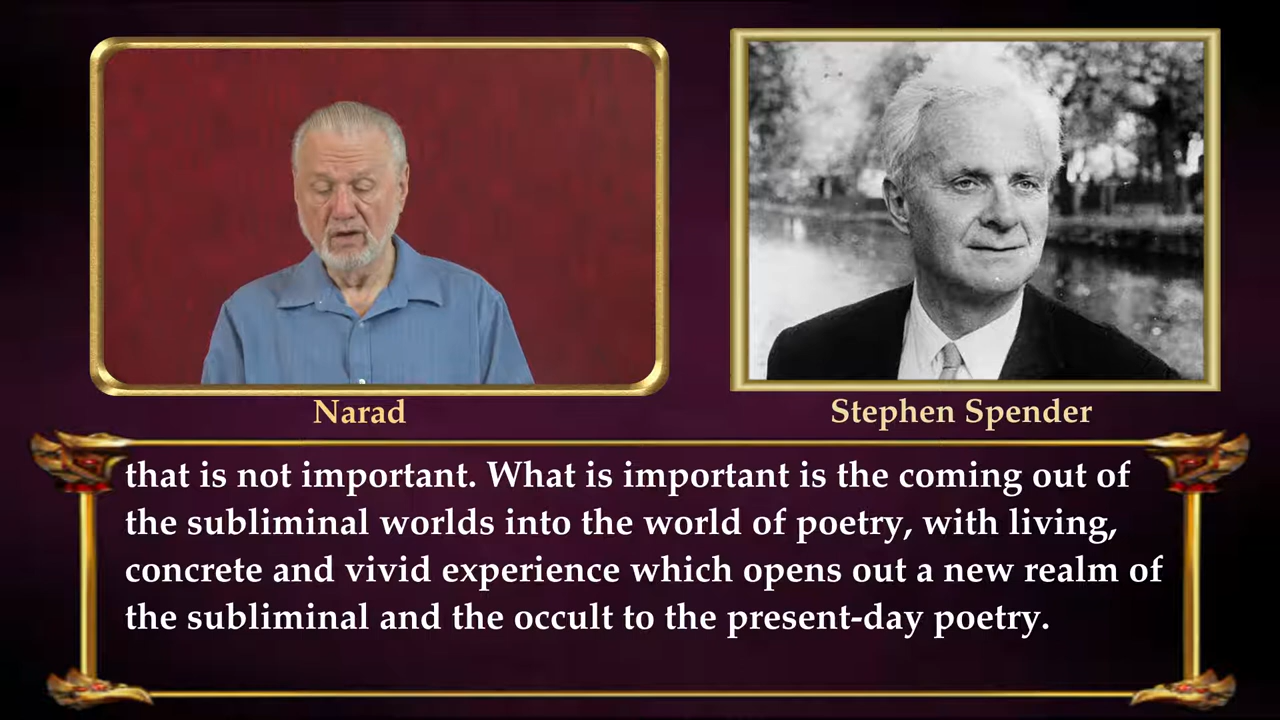 Narad
Stephen Spender
that is not important. What is important is the coming out of
the subliminal worlds into the world of poetry, with living,
concrete and vivid experience which opens out a new realm of
the subliminal and the occult to the present-day poetry.